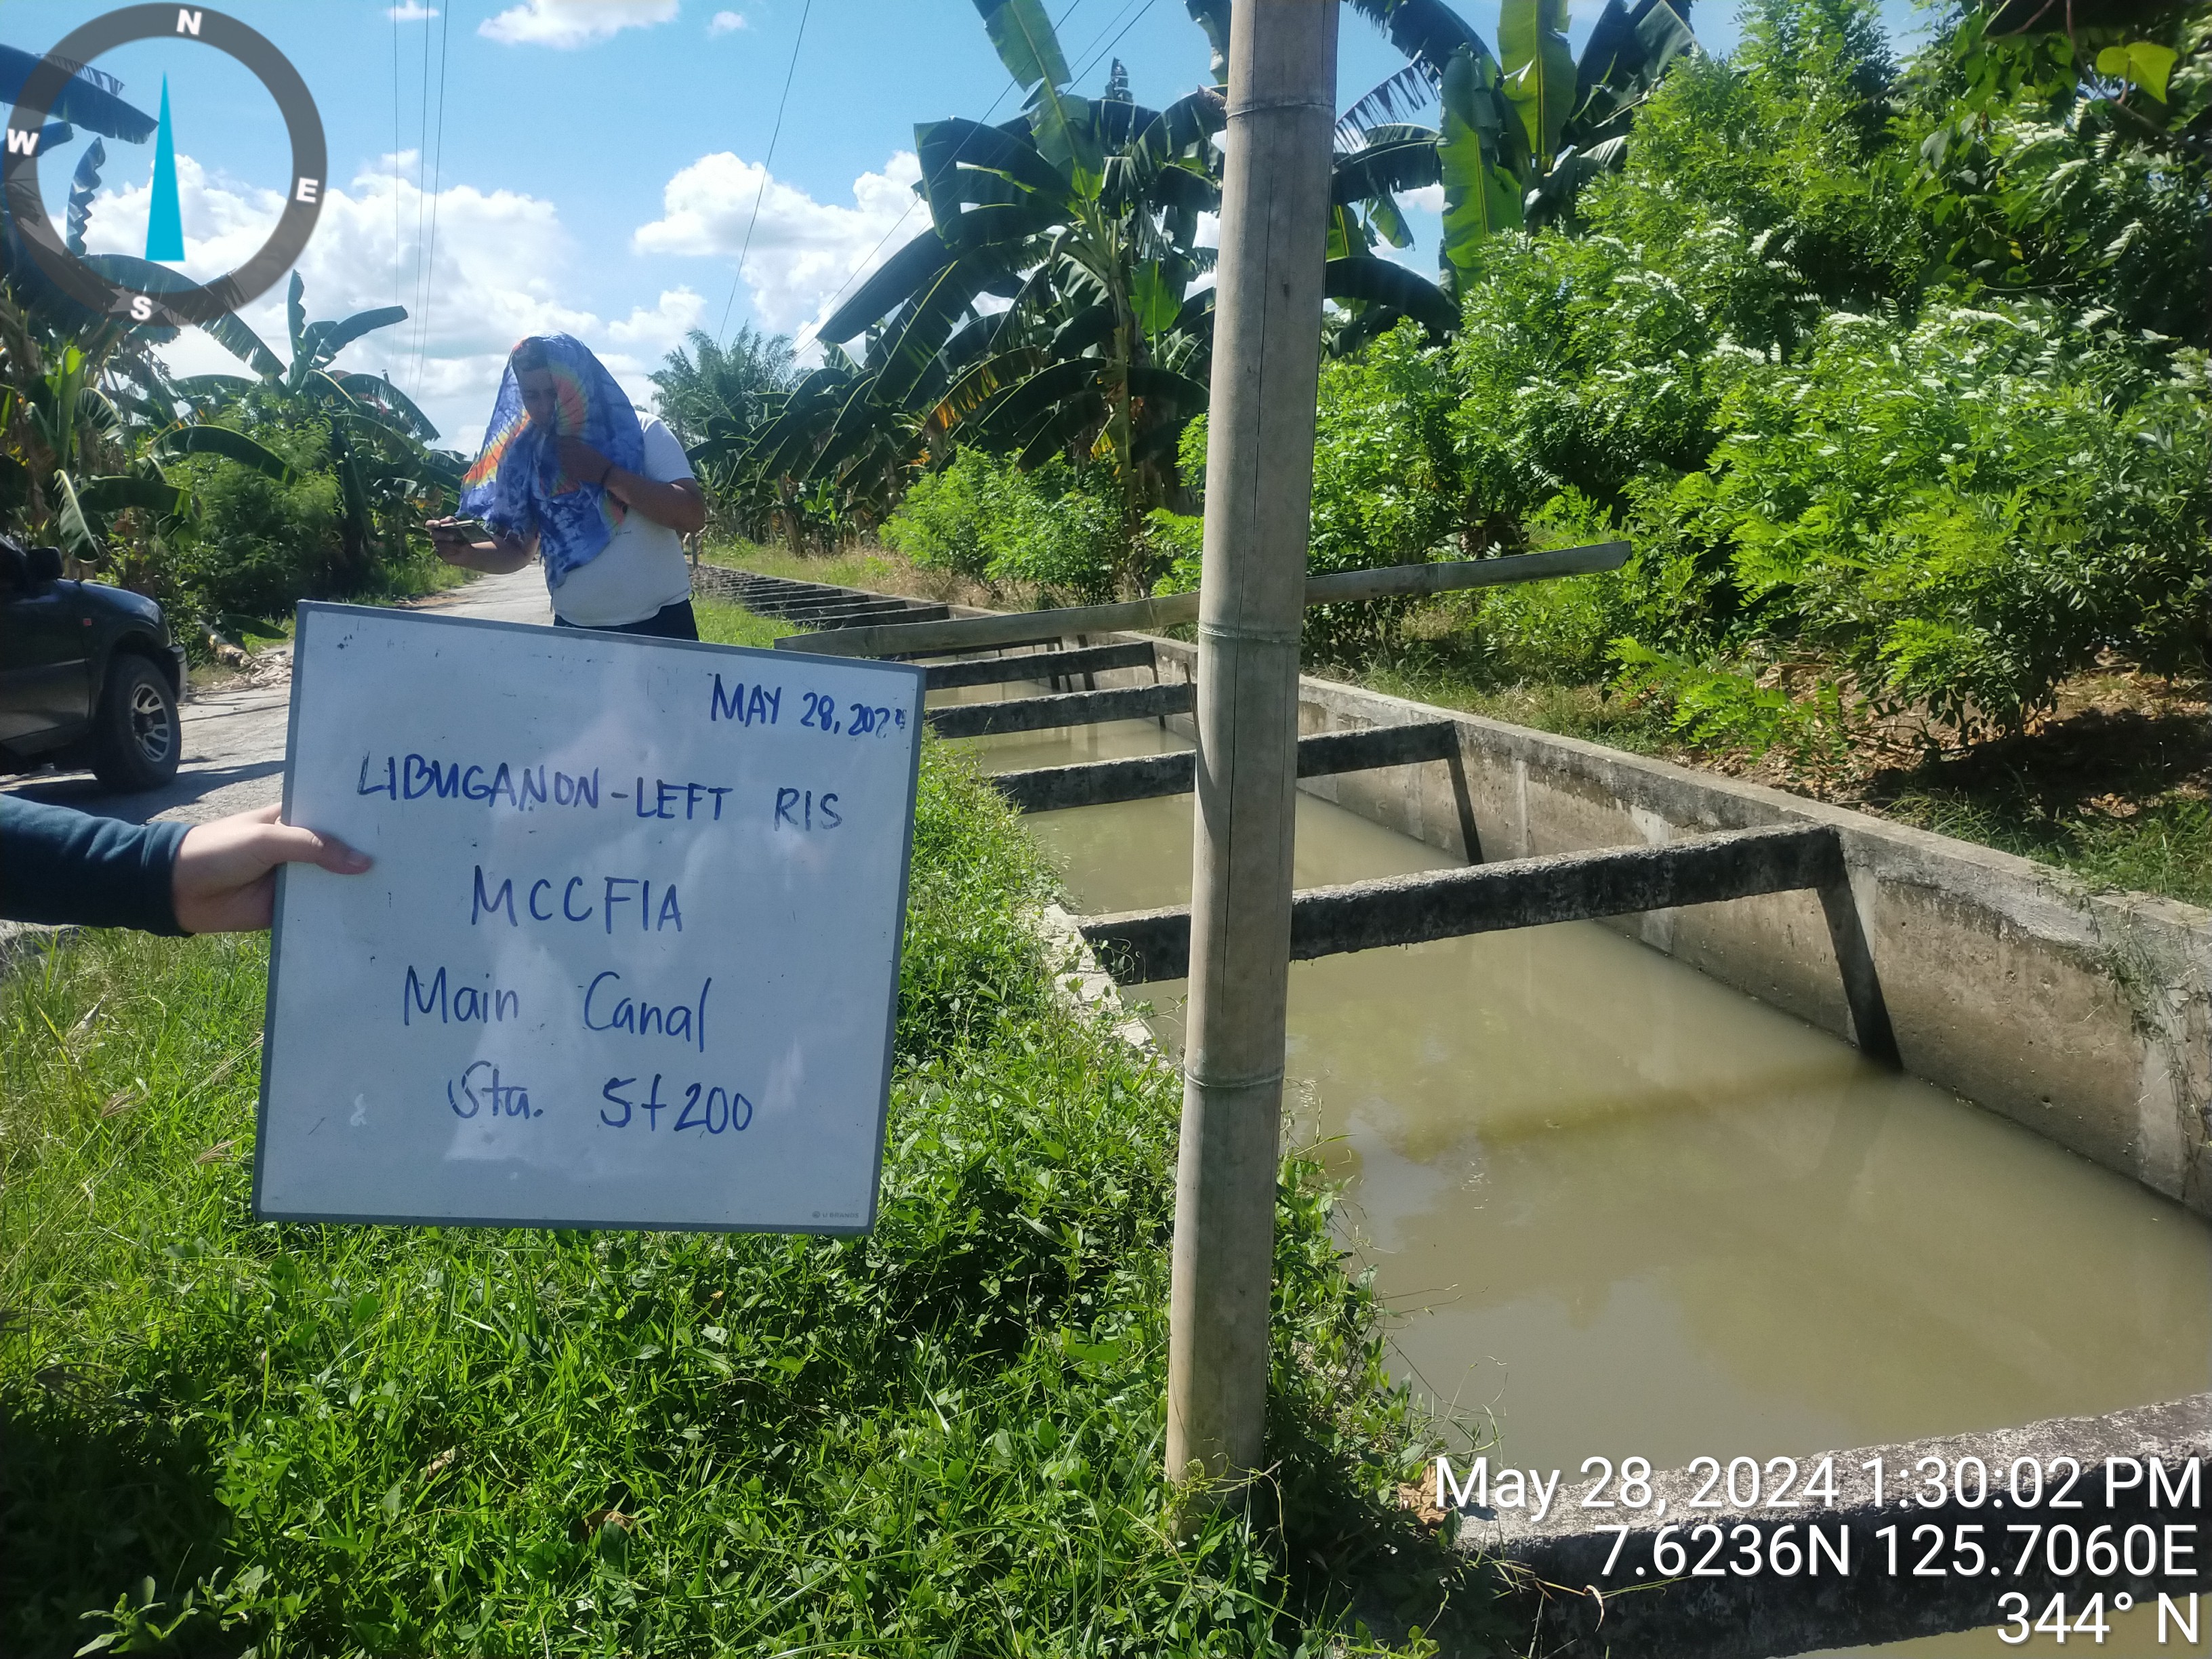 N
W
E
S
MAY 28, 2024
LIBUGANON-LEFT RIS
MCCFIA
Main Canal
Sta. 5+200
May 28, 2024 1:30:02 PM
7.6236N 125.7060E
344° N